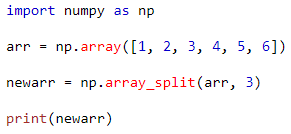 import numpy as np
arr = np.array([1, 2, 3, 4, 5, 6])
newarr = np.array_split(arr, 3)
print(newarr)